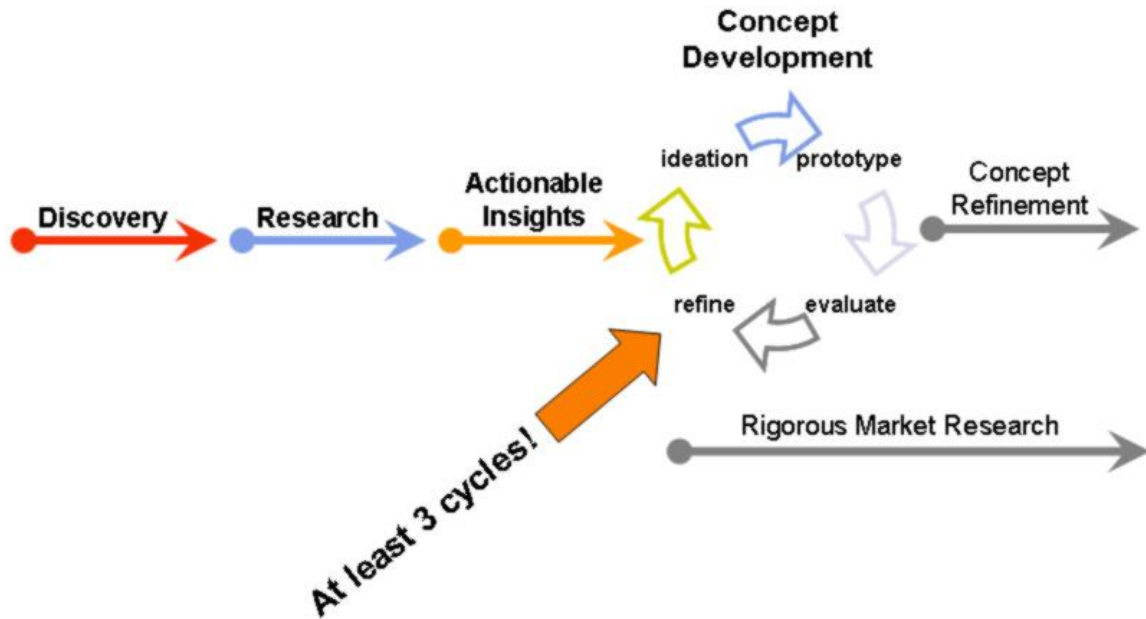 Concept
Development
ideation
prototype
Actionable
Insights
Concept
Refinement
Discovery
Research
refine
evaluate
Rigorous Market Research
At least 3 cycles!